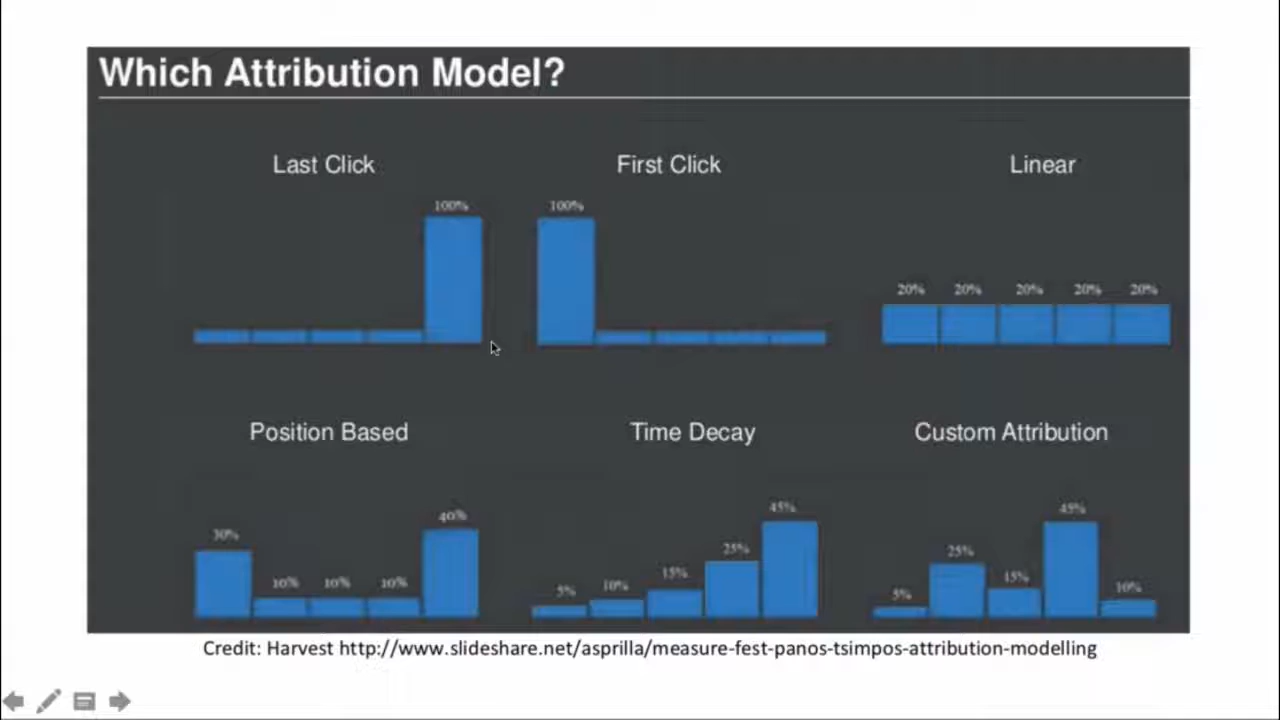 Which Attribution Model?
Last Click
First Click
Linear
100%
100%
20% 20% 20% 20% 20%
Position Based
Time Decay
Custom Attribution
30% 10% 10% 10% 40%
5% 10% 15% 25% 45%
5% 25% 15% 45% 10%
Credit: Harvest http://www.slideshare.net/asprilla/measure-fest-panos-tsimpos-attribution-modelling